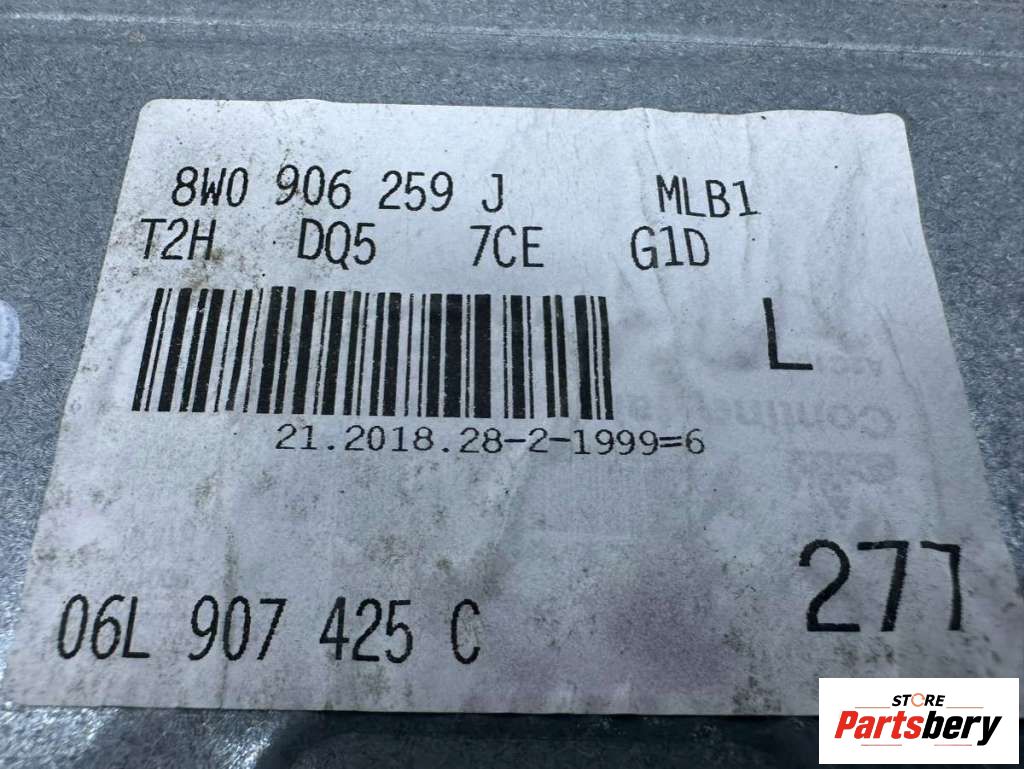 8W0 906 259 J MLB1
T2H DQ5 7CE G1D
L
21.2018.28-2-1999=6
277
06L 907 425 C
STORE
Partsbery